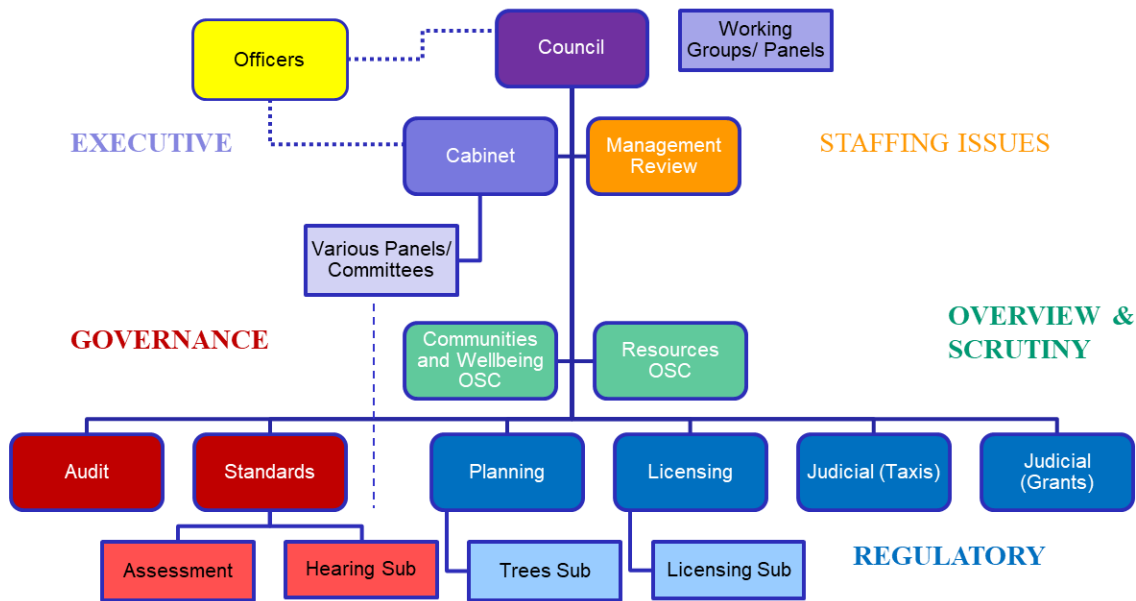 Officers
Council
Working
Groups/ Panels
EXECUTIVE
Cabinet
Management
Review
STAFFING ISSUES
Various Panels/
Committees
GOVERNANCE
Communities
and Wellbeing
OSC
Resources
OSC
OVERVIEW &
SCRUTINY
Audit
Standards
Planning
Licensing
Judicial (Taxis)
Judicial
(Grants)
Assessment
Hearing Sub
Trees Sub
Licensing Sub
REGULATORY